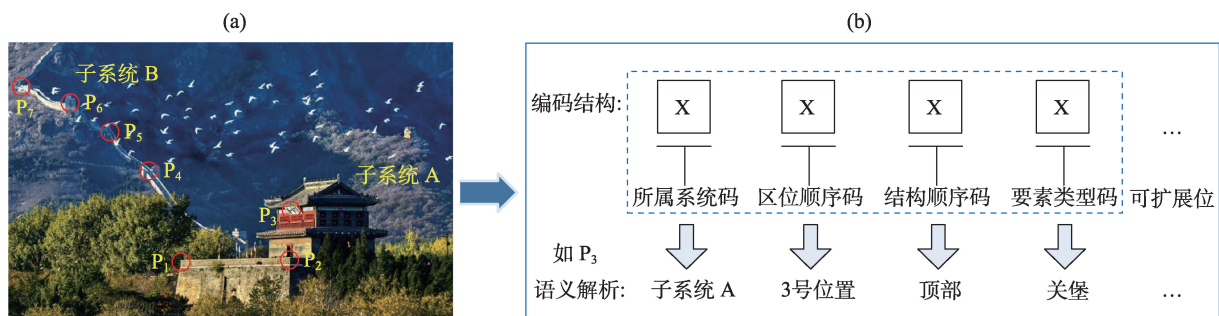 (a)
(b)
子系统 B
P7
P6
P5
P4
子系统 A
P3
P1
P2
编码结构:
X
X
X
X
…
所属系统码
区位顺序码
结构顺序码
要素类型码
可扩展位
如 P3
语义解析:
子系统 A
3号位置
顶部
关堡
…